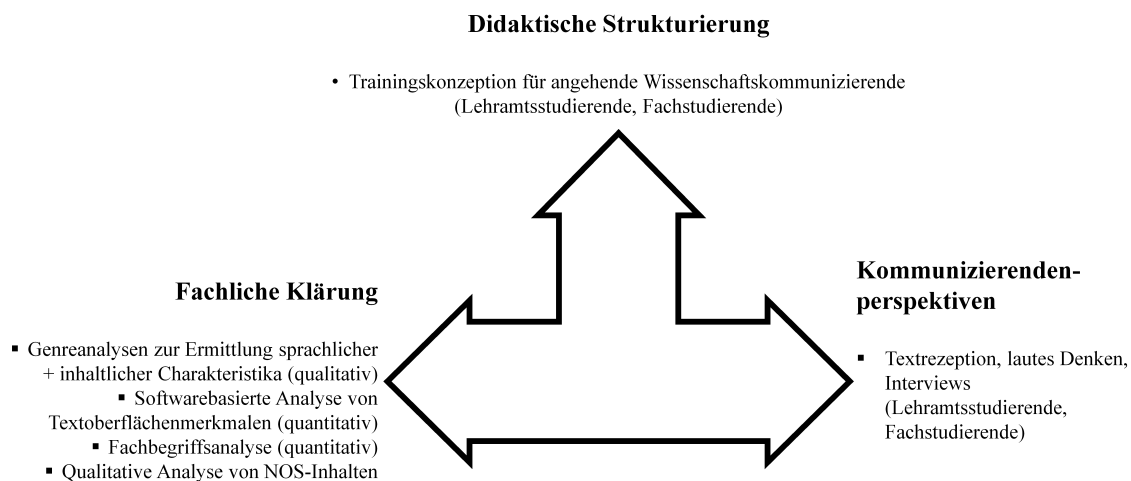 Didaktische Strukturierung
• Trainingskonzeption für angehende Wissenschaftskommunizierende
(Lehramtsstudierende, Fachstudierende)
Fachliche Klärung
▪ Genreanalysen zur Ermittlung sprachlicher
+ inhaltlicher Charakteristika (qualitativ)
▪ Softwarebasierte Analyse von
Textoberflächenmerkmalen (quantitativ)
▪ Fachbegriffsanalyse (quantitativ)
▪ Qualitative Analyse von NOS-Inhalten
Kommunizierenden-
perspektiven
▪ Textrezeption, lautes Denken,
Interviews
(Lehramtsstudierende,
Fachstudierende)